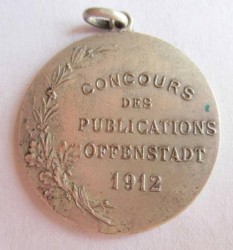 CONCOURS
DES
PUBLICATIONS
OFFENSTADT
1912